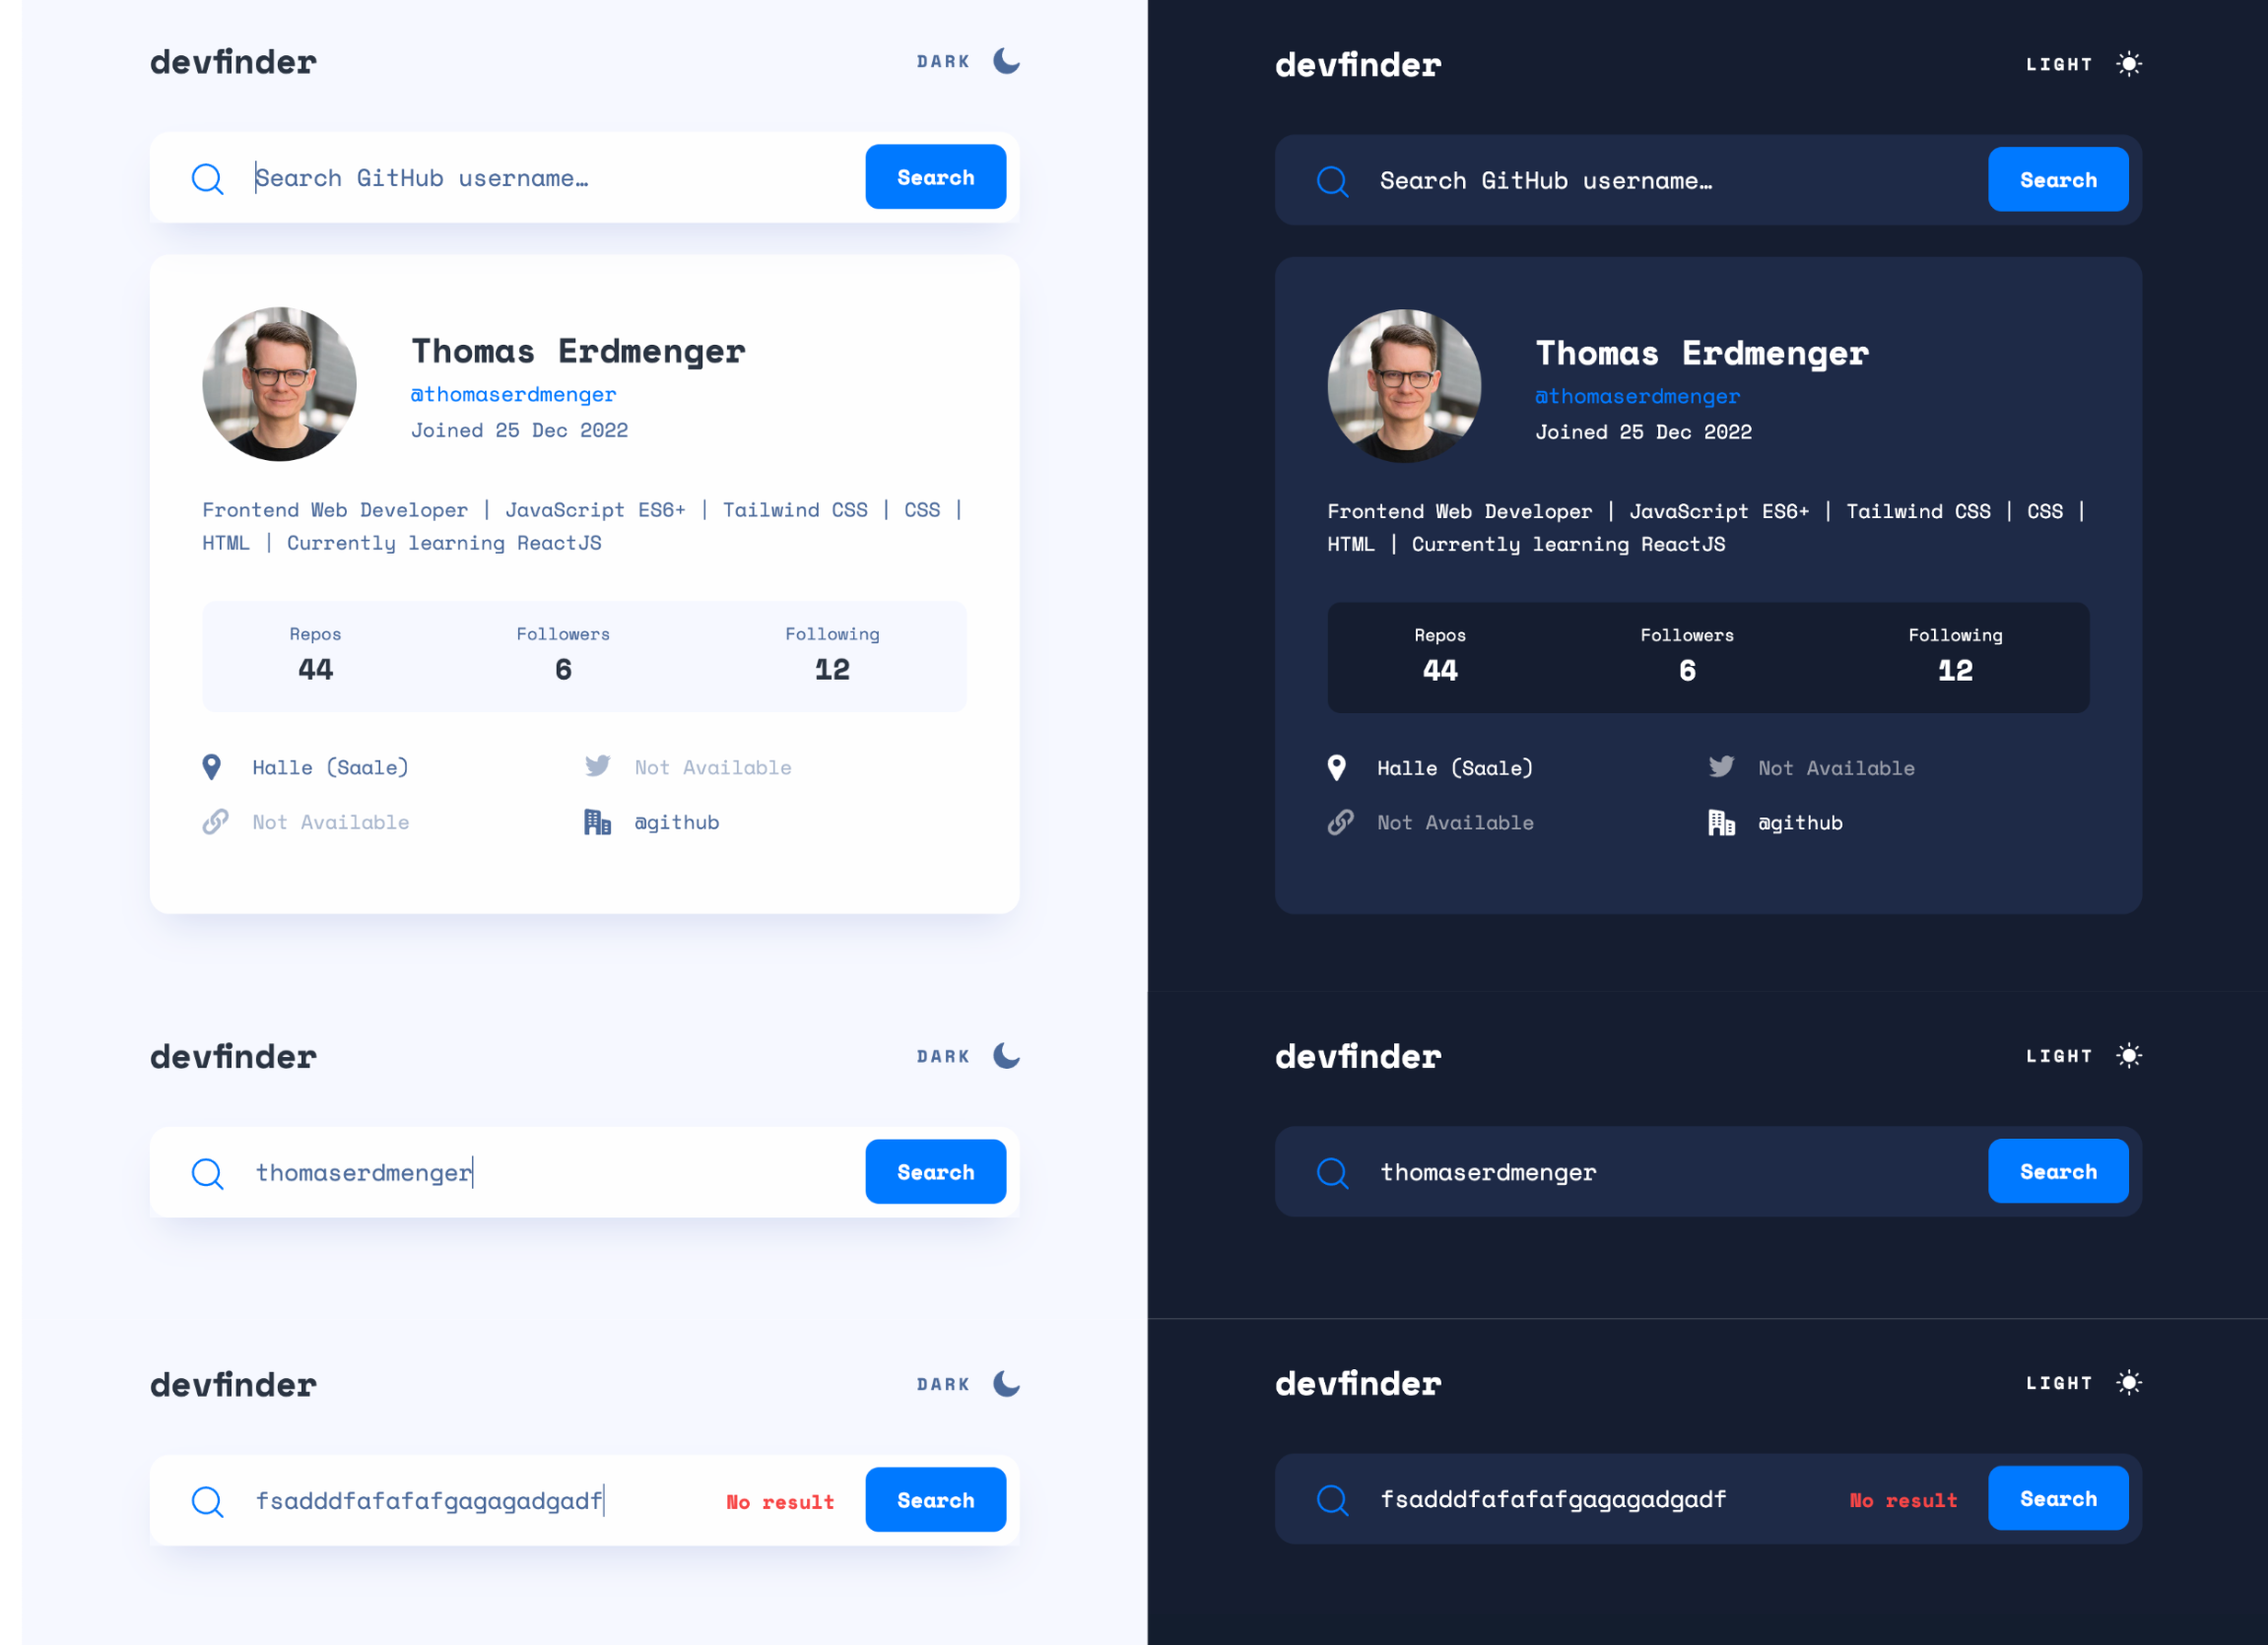 devfinder
DARK
Search GitHub username…
Search
Thomas Erdmenger
@thomaserdmenger
Joined 25 Dec 2022
Frontend Web Developer | JavaScript ES6+ | Tailwind CSS | CSS |
HTML | Currently learning ReactJS
Repos Followers Following
44 6 12
Halle (Saale) Not Available
Not Available @github
devfinder
DARK
thomaserdmenger
Search
devfinder
DARK
fsadddfafafafgagagadgadf
No result
Search
devfinder
LIGHT
Search GitHub username…
Search
Thomas Erdmenger
@thomaserdmenger
Joined 25 Dec 2022
Frontend Web Developer | JavaScript ES6+ | Tailwind CSS | CSS |
HTML | Currently learning ReactJS
Repos Followers Following
44 6 12
Halle (Saale) Not Available
Not Available @github
devfinder
LIGHT
thomaserdmenger
Search
devfinder
LIGHT
fsadddfafafafgagagadgadf
No result
Search